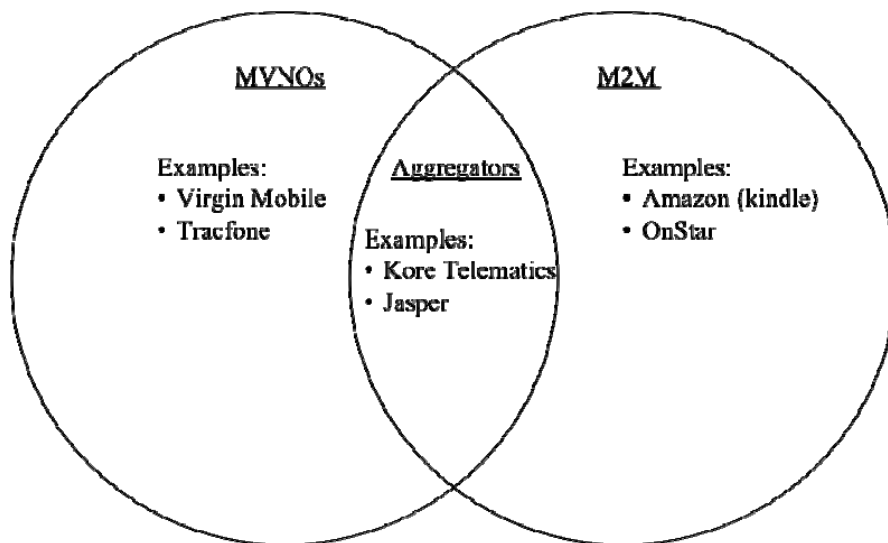 MVNOs
Examples:
• Virgin Mobile
• Tracfone
Aggregators
Examples:
• Kore Telematics
• Jasper
M2M
Examples:
• Amazon (kindle)
• OnStar